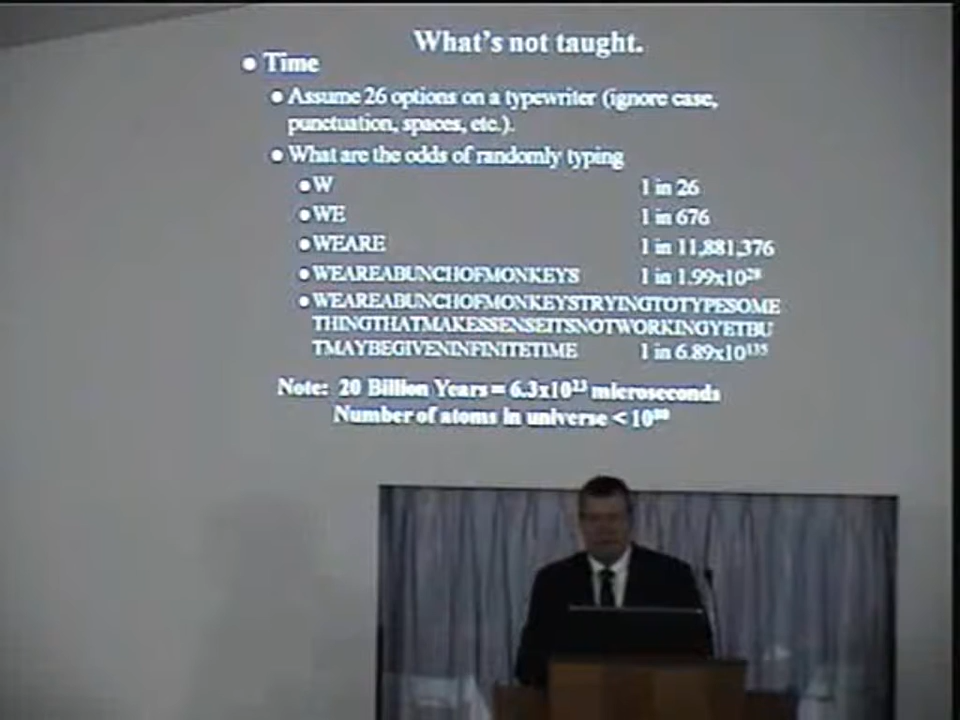 What's not taught.
● Time
● Assume 26 options on a typewriter (ignore case,
punctuation, spaces, etc.).
● What are the odds of randomly typing
● W 1 in 26
● WE 1 in 676
● WEARE 1 in 11,881,376
● WEAREABUNCHOFMONKEYS 1 in 1.99x10²⁸
● WEAREABUNCHOFMONKEYSTRYINGTOTYPESOME
THINGTHATMAKESSENSEITSNOTWORKINGYETBU
TMAYBEGIVENINFINITETIME 1 in 6.89x10¹³⁵
Note: 20 Billion Years = 6.3x10²³ microseconds
Number of atoms in universe < 10⁸⁰